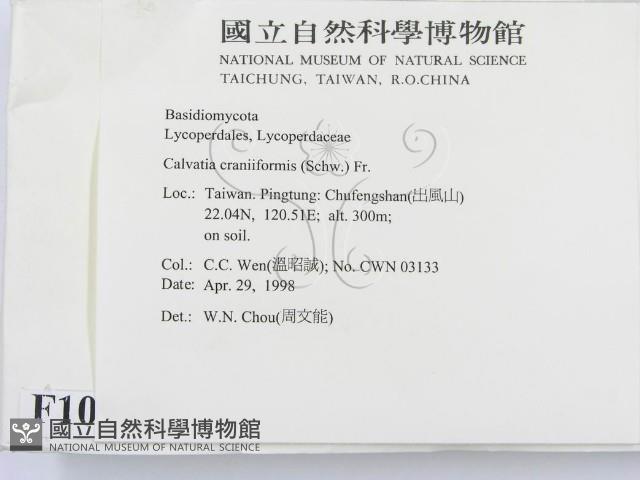 國立自然科學博物館
NATIONAL MUSEUM OF NATURAL SCIENCE
TAICHUNG, TAIWAN, R.O.CHINA
Basidiomycota
Lycoperdales, Lycoperdaceae
Calvatia craniiformis (Schw.) Fr.
Loc.: Taiwan. Pingtung: Chufengshan(出風山)
22.04N, 120.51E; alt. 300m;
on soil.
Col.: C.C. Wen(溫昭誠); No. CWN 03133
Date: Apr. 29, 1998
Det.: W.N. Chou(周文能)
F10
國立自然科學博物館
NATIONAL MUSEUM OF NATURAL SCIENCE